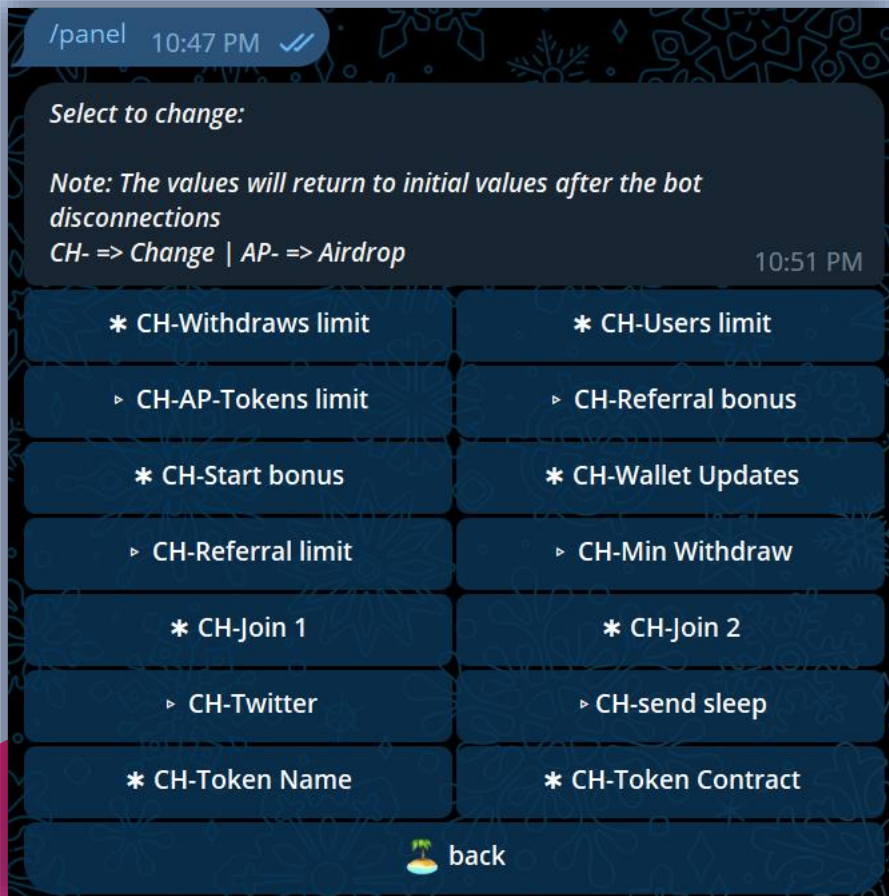 /panel 10:47 PM
Select to change:
Note: The values will return to initial values after the bot
disconnections
CH- => Change | AP- => Airdrop
10:51 PM
∗ CH-Withdraws limit
∗ CH-Users limit
▹ CH-AP-Tokens limit
▹ CH-Referral bonus
∗ CH-Start bonus
∗ CH-Wallet Updates
▹ CH-Referral limit
▹ CH-Min Withdraw
∗ CH-Join 1
∗ CH-Join 2
▹ CH-Twitter
▹ CH-send sleep
∗ CH-Token Name
∗ CH-Token Contract
🏝 back